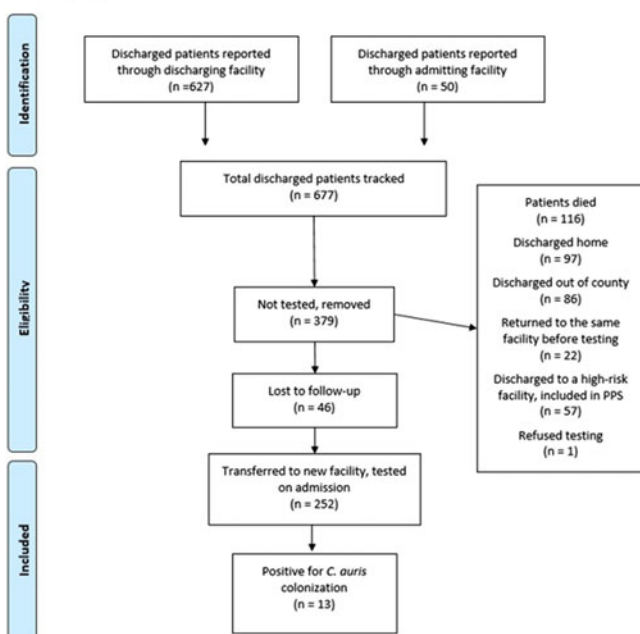 Identification
Discharged patients reported
through discharging facility
(n =627)
Discharged patients reported
through admitting facility
(n = 50)
Eligibility
Total discharged patients tracked
(n = 677)
Not tested, removed
(n = 379)
Patients died
(n = 116)
Discharged home
(n = 97)
Discharged out of county
(n = 86)
Returned to the same
facility before testing
(n = 22)
Discharged to a high-risk
facility, included in PPS
(n = 57)
Refused testing
(n = 1)
Lost to follow-up
(n = 46)
Included
Transferred to new facility, tested
on admission
(n = 252)
Positive for C. auris
colonization
(n = 13)